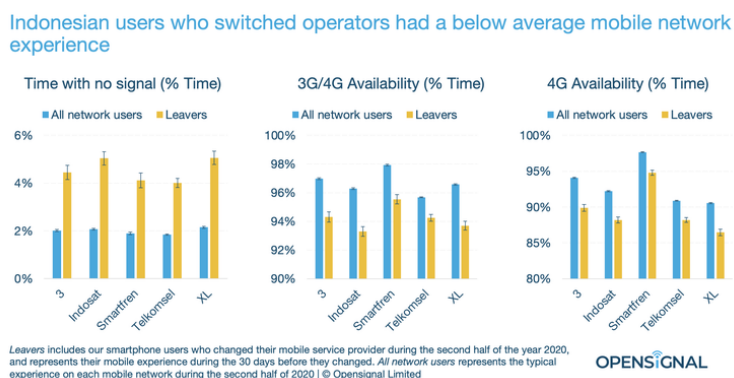 Indonesian users who switched operators had a below average mobile network
experience
Time with no signal (% Time)
All network users Leavers
6%
4%
2%
0%
3 Indosat Smartfren Telkomsel XL
3G/4G Availability (% Time)
All network users Leavers
100%
98%
96%
94%
92%
90%
3 Indosat Smartfren Telkomsel XL
4G Availability (% Time)
All network users Leavers
100%
95%
90%
85%
80%
3 Indosat Smartfren Telkomsel XL
Leavers includes our smartphone users who changed their mobile service provider during the second half of the year 2020,
and represents their mobile experience during the 30 days before they changed. All network users represents the typical
experience on each mobile network during the second half of 2020 | © Opensignal Limited
OPENSIGNAL